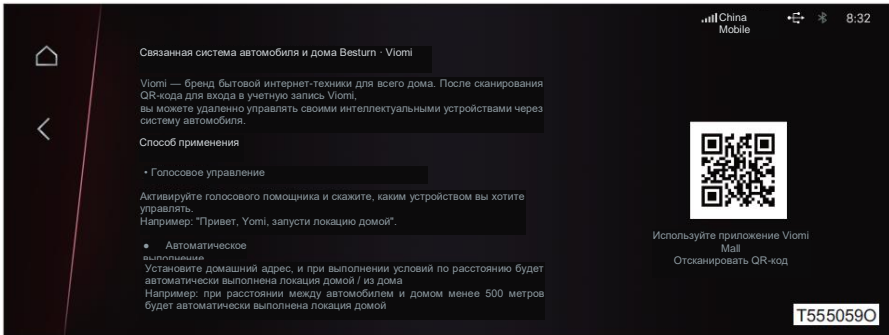 China
Mobile
8:32
Связанная система автомобиля и дома Besturn · Viomi
Viomi — бренд бытовой интернет-техники для всего дома. После сканирования
QR-кода для входа в учетную запись Viomi,
вы можете удаленно управлять своими интеллектуальными устройствами через
систему автомобиля.
Способ применения
• Голосовое управление
Активируйте голосового помощника и скажите, каким устройством вы хотите
управлять.
Например: "Привет, Yomi, запусти локацию домой".
● Автоматическое
выполнение
Установите домашний адрес, и при выполнении условий по расстоянию будет
автоматически выполнена локация домой / из дома
Например: при расстоянии между автомобилем и домом менее 500 метров
будет автоматически выполнена локация домой
Используйте приложение Viomi
Mall
Отсканировать QR-код
T555059O